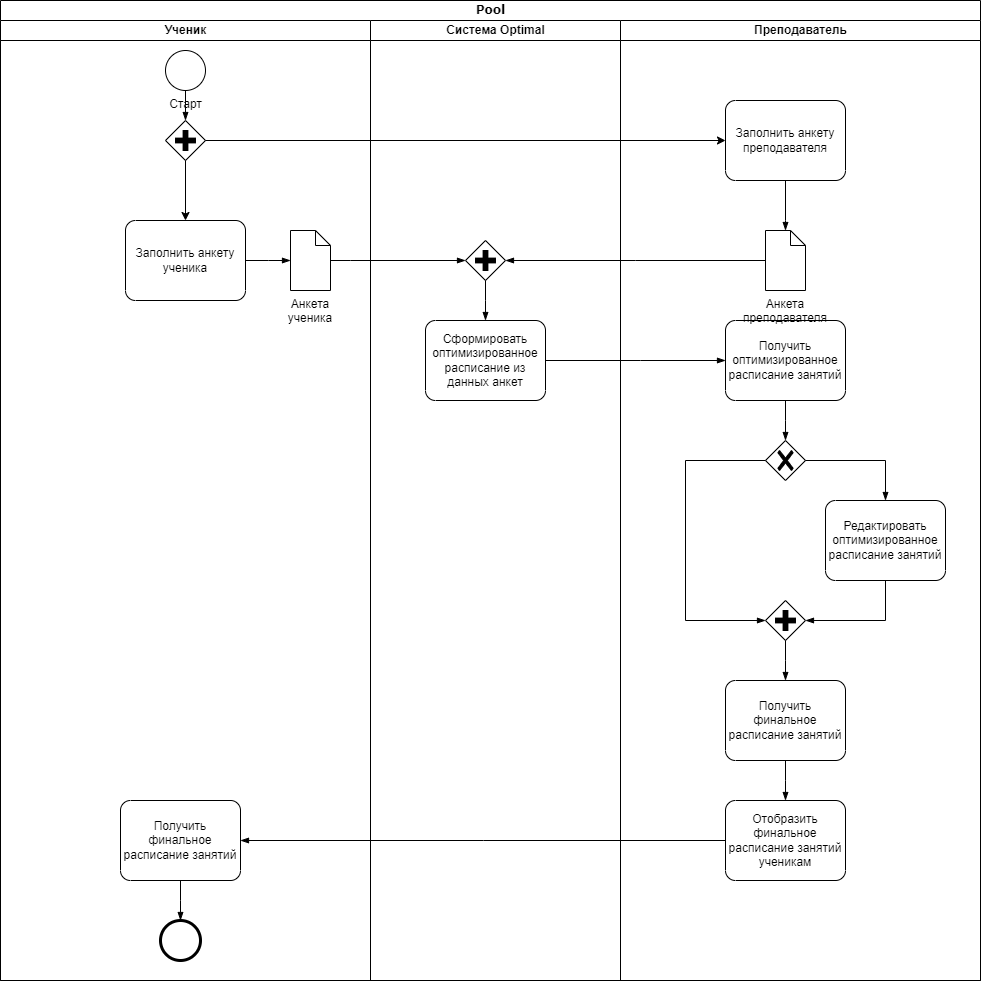 Pool
Ученик
Система Optimal
Преподаватель
Старт
Заполнить анкету
преподавателя
Заполнить анкету
ученика
Анкета
ученика
Анкета
преподавателя
Сформировать
оптимизированное
расписание из
данных анкет
Получить
оптимизированное
расписание занятий
Редактировать
оптимизированное
расписание занятий
Получить
финальное
расписание занятий
Получить
финальное
расписание занятий
Отобразить
финальное
расписание занятий
ученикам